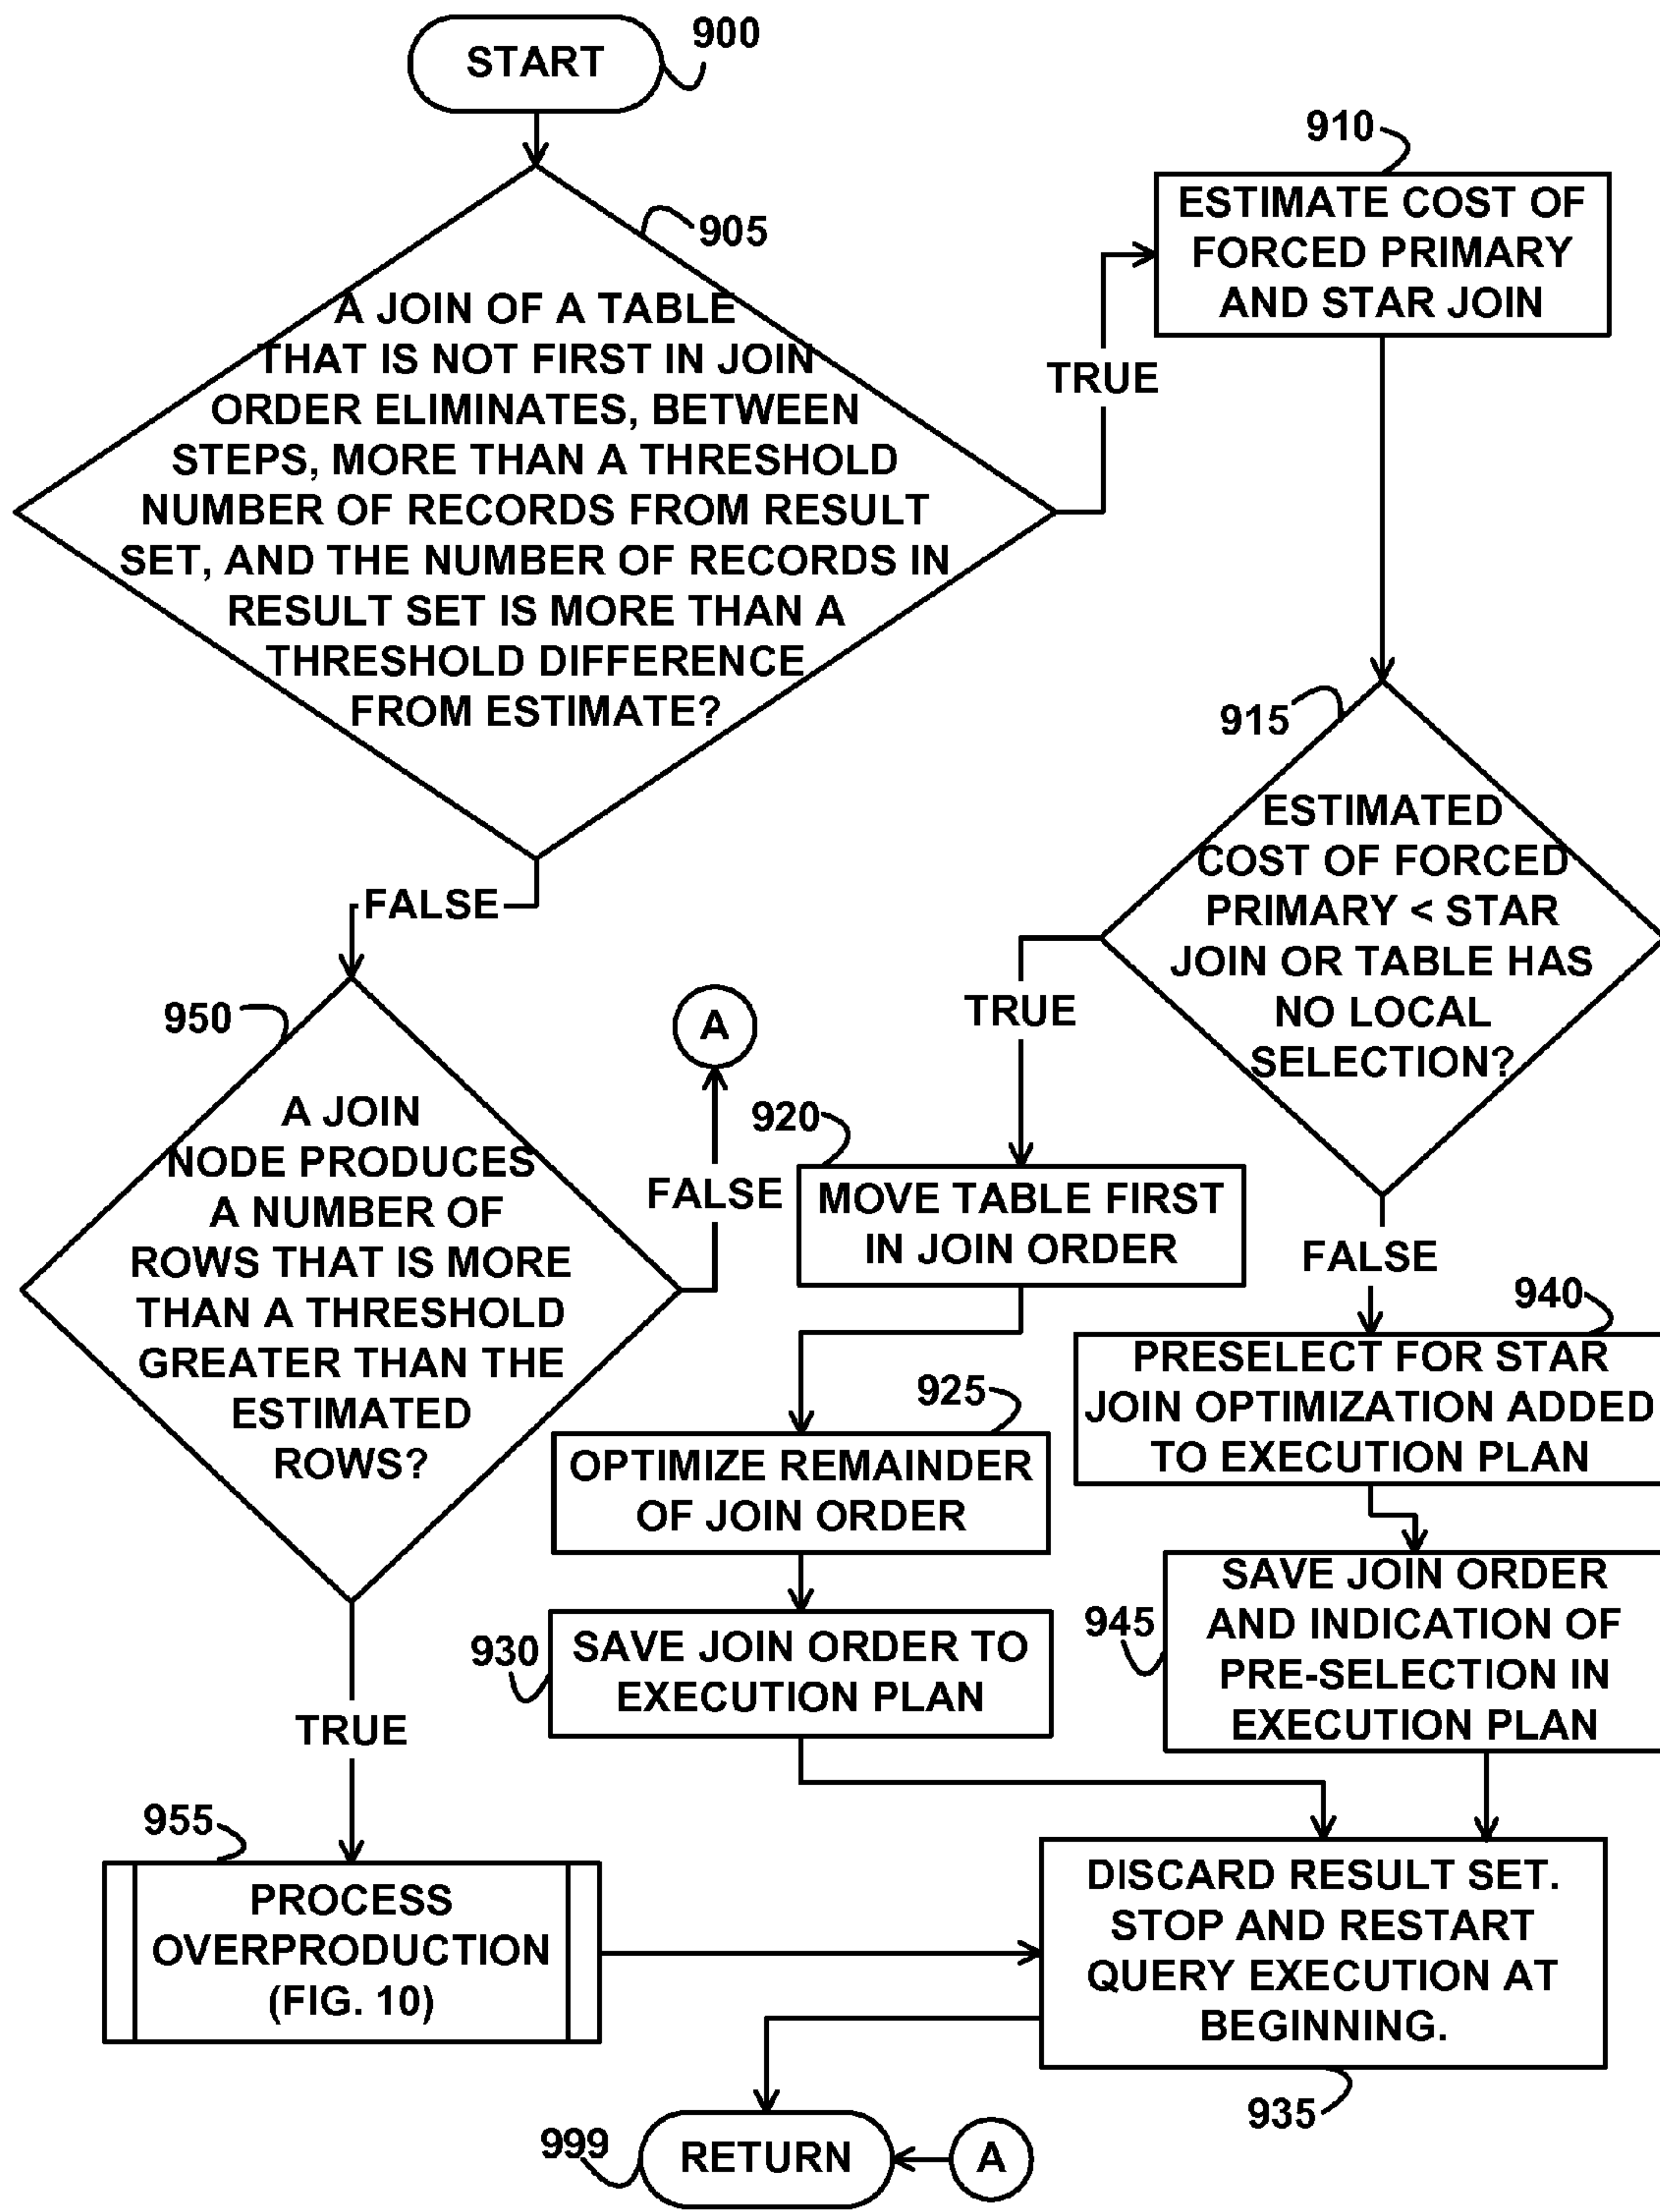 START
900
905
A JOIN OF A TABLE
THAT IS NOT FIRST IN JOIN
ORDER ELIMINATES, BETWEEN
STEPS, MORE THAN A THRESHOLD
NUMBER OF RECORDS FROM RESULT
SET, AND THE NUMBER OF RECORDS IN
RESULT SET IS MORE THAN A
THRESHOLD DIFFERENCE
FROM ESTIMATE?
TRUE
910
ESTIMATE COST OF
FORCED PRIMARY
AND STAR JOIN
915
ESTIMATED
COST OF FORCED
PRIMARY < STAR
JOIN OR TABLE HAS
NO LOCAL
SELECTION?
FALSE
950
A JOIN
NODE PRODUCES
A NUMBER OF
ROWS THAT IS MORE
THAN A THRESHOLD
GREATER THAN THE
ESTIMATED
ROWS?
A
FALSE
TRUE
920
MOVE TABLE FIRST
IN JOIN ORDER
FALSE
925
OPTIMIZE REMAINDER
OF JOIN ORDER
940
PRESELECT FOR STAR
JOIN OPTIMIZATION ADDED
TO EXECUTION PLAN
930
SAVE JOIN ORDER TO
EXECUTION PLAN
945
SAVE JOIN ORDER
AND INDICATION OF
PRE-SELECTION IN
EXECUTION PLAN
TRUE
955
PROCESS
OVERPRODUCTION
(FIG. 10)
DISCARD RESULT SET.
STOP AND RESTART
QUERY EXECUTION AT
BEGINNING.
935
999
RETURN
A